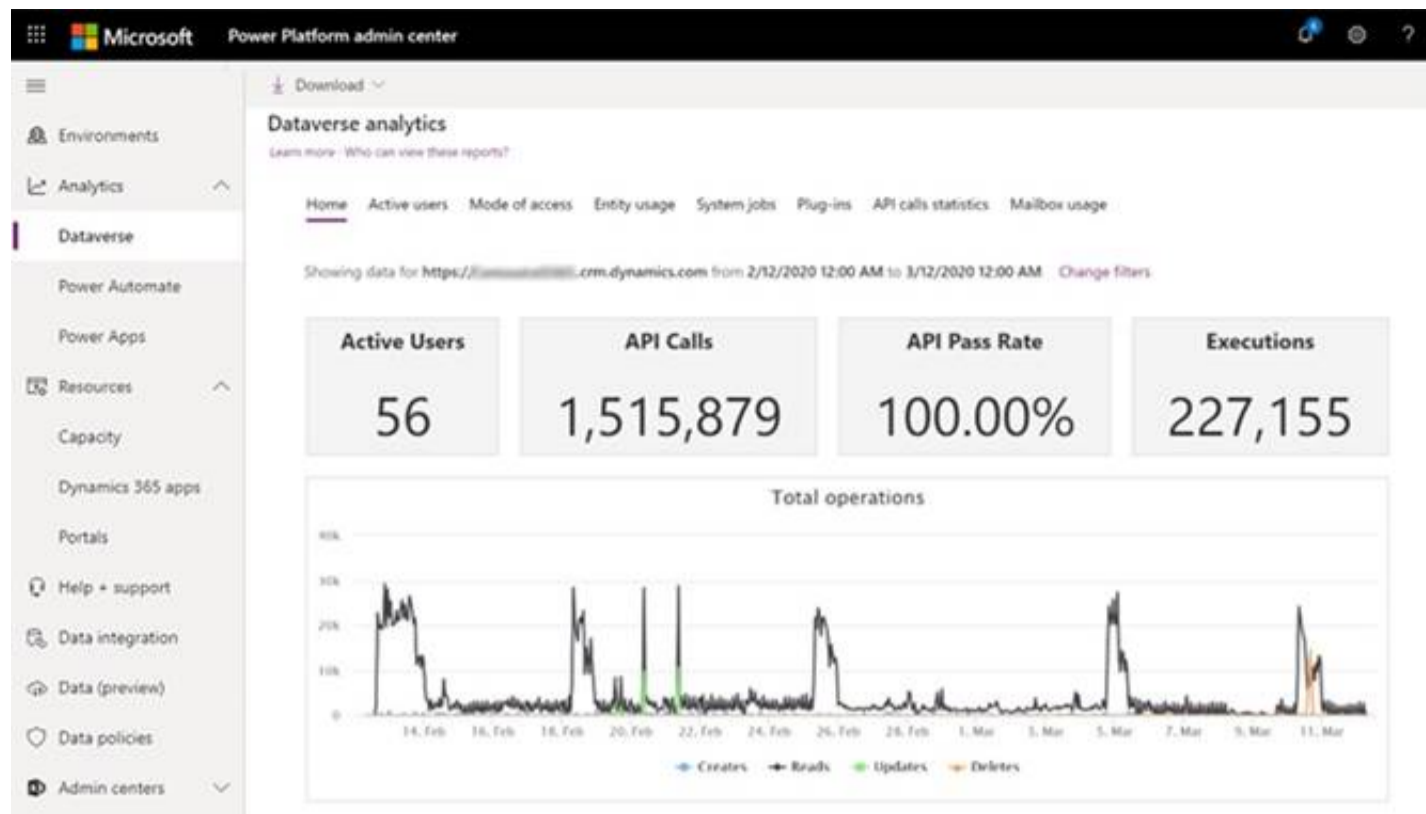 Microsoft Power Platform admin center
?
Download
Environments
Analytics
Dataverse
Power Automate
Power Apps
Resources
Capacity
Dynamics 365 apps
Portals
Help + support
Data integration
Data (preview)
Data policies
Admin centers
Dataverse analytics
Learn more · Who can view these reports?
Home Active users Mode of access Entity usage System jobs Plug-ins API calls statistics Mailbox usage
Showing data for https:// .crm.dynamics.com from 2/12/2020 12:00 AM to 3/12/2020 12:00 AM Change filters
Active Users API Calls API Pass Rate Executions
56 1,515,879 100.00% 227,155
Total operations
40k
30k
20k
10k
0
14. Feb 16. Feb 18. Feb 20. Feb 22. Feb 24. Feb 26. Feb 28. Feb 1. Mar 3. Mar 5. Mar 7. Mar 9. Mar 11. Mar
Creates Reads Updates Deletes